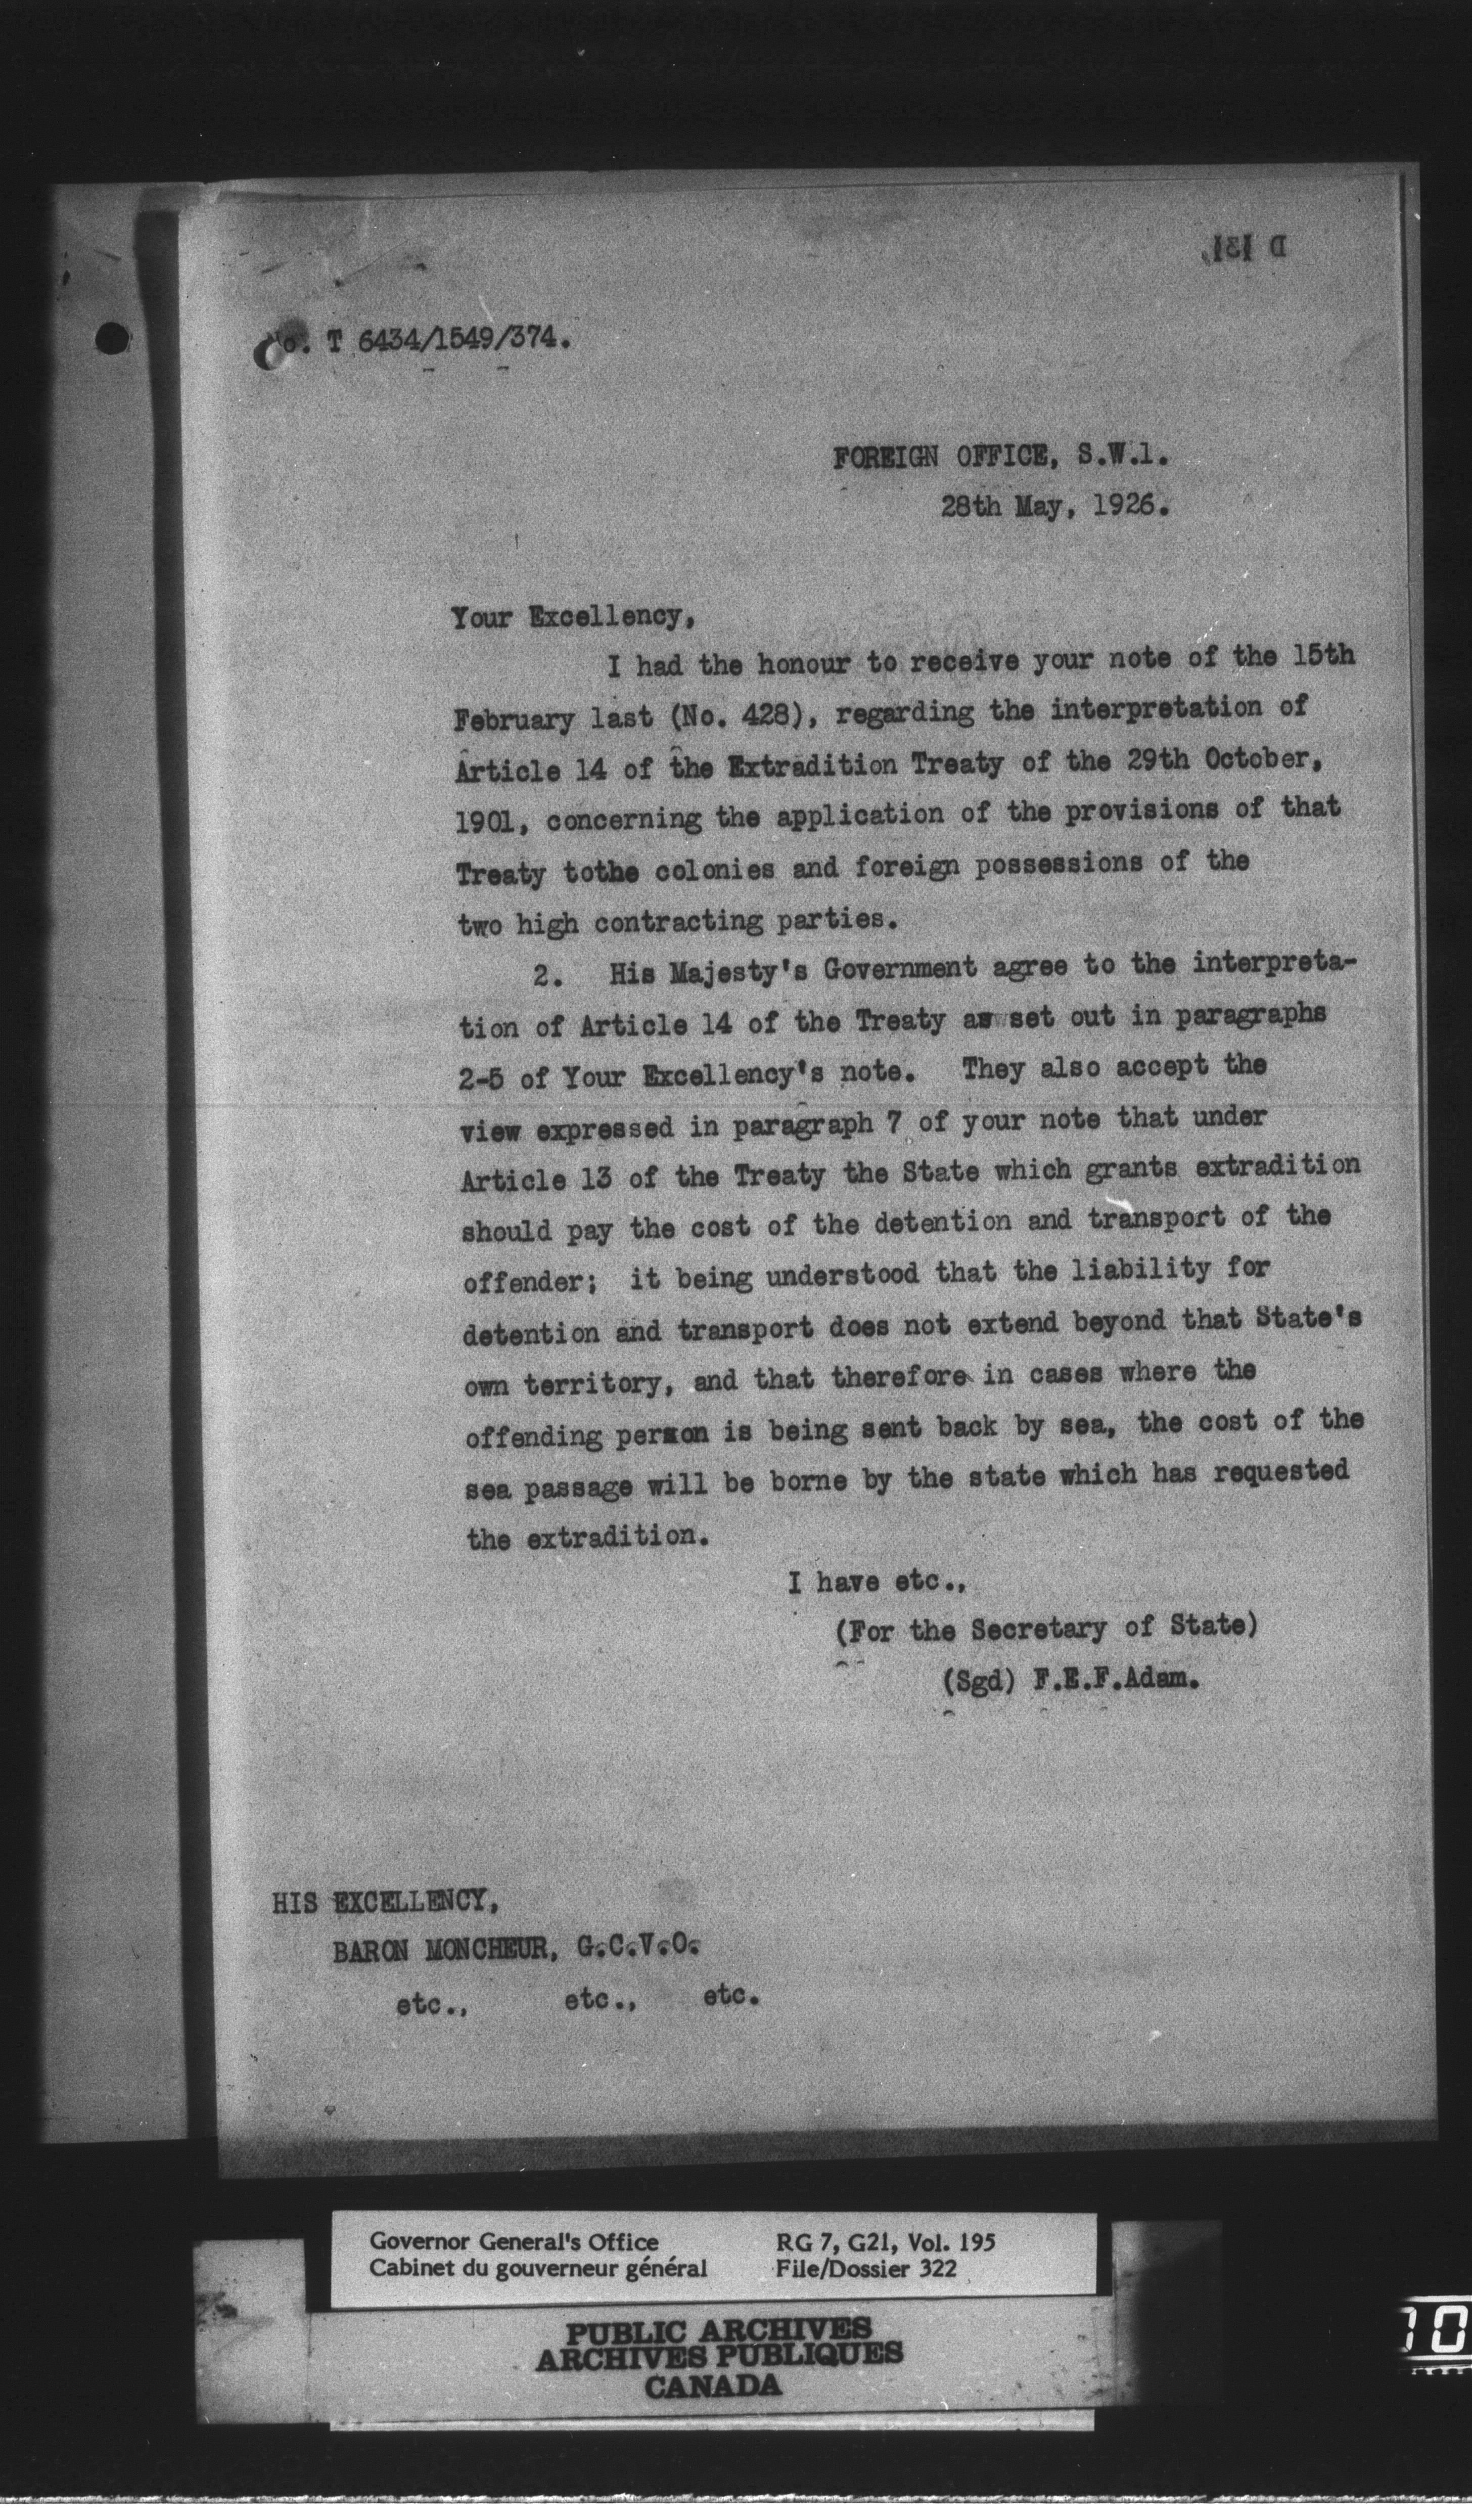 D 131
No. T 6434/1549/374.
FOREIGN OFFICE, S.W.1.
28th May, 1926.
Your Excellency,
I had the honour to receive your note of the 15th
February last (No. 428), regarding the interpretation of
Article 14 of the Extradition Treaty of the 29th October,
1901, concerning the application of the provisions of that
Treaty tothe colonies and foreign possessions of the
two high contracting parties.
2. His Majesty's Government agree to the interpreta-
tion of Article 14 of the Treaty as set out in paragraphs
2-5 of Your Excellency's note. They also accept the
view expressed in paragraph 7 of your note that under
Article 13 of the Treaty the State which grants extradition
should pay the cost of the detention and transport of the
offender; it being understood that the liability for
detention and transport does not extend beyond that State's
own territory, and that therefore in cases where the
offending person is being sent back by sea, the cost of the
sea passage will be borne by the state which has requested
the extradition.
I have etc.,
(For the Secretary of State)
(Sgd) F.E.F.Adam.
HIS EXCELLENCY,
BARON MONCHEUR, G.C.V.O.
etc., etc., etc.
Governor General's Office RG 7, G21, Vol. 195
Cabinet du gouverneur général File/Dossier 322
PUBLIC ARCHIVES
ARCHIVES PUBLIQUES
CANADA